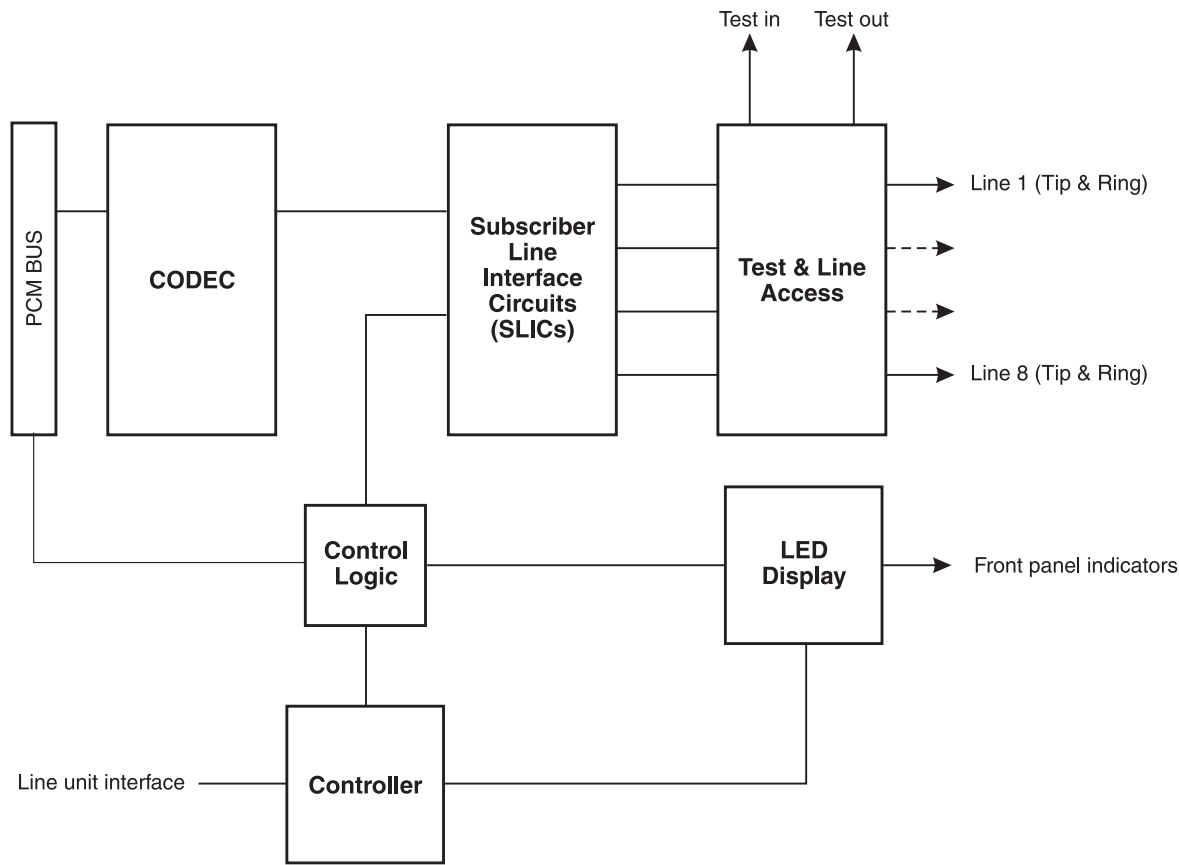 Test in
Test out
PCM BUS
CODEC
Subscriber
Line
Interface
Circuits
(SLICs)
Test & Line
Access
Line 1 (Tip & Ring)
Line 8 (Tip & Ring)
Control
Logic
LED
Display
Front panel indicators
Line unit interface
Controller